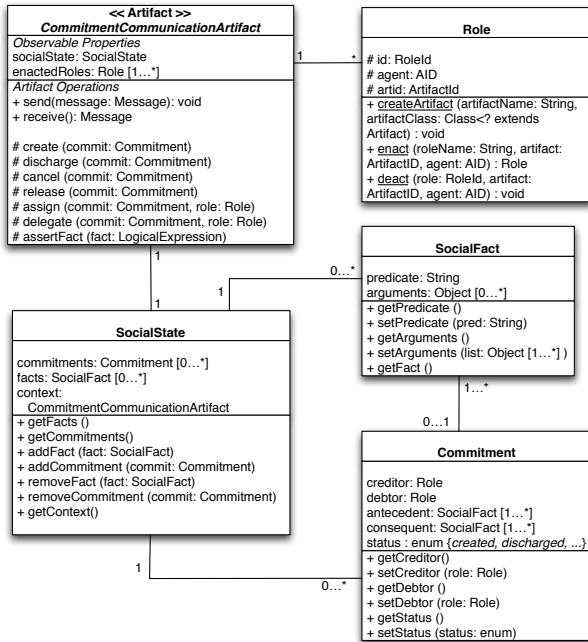 << Artifact >>
CommitmentCommunicationArtifact
Observable Properties
socialState: SocialState
enactedRoles: Role [1...*]
Artifact Operations
+ send(message: Message): void
+ receive(): Message
# create (commit: Commitment)
# discharge (commit: Commitment)
# cancel (commit: Commitment)
# release (commit: Commitment)
# assign (commit: Commitment, role: Role)
# delegate (commit: Commitment, role: Role)
# assertFact (fact: LogicalExpression)
1
*
Role
# id: RoleId
# agent: AID
# artid: ArtifactId
+ createArtifact (artifactName: String,
artifactClass: Class<? extends
Artifact) : void
+ enact (roleName: String, artifact:
ArtifactID, agent: AID) : Role
+ deact (role: RoleId, artifact:
ArtifactID, agent: AID) : void
1
1
1
0...*
SocialFact
predicate: String
arguments: Object [0...*]
+ getPredicate ()
+ setPredicate (pred: String)
+ getArguments ()
+ setArguments (list: Object [1...*] )
+ getFact ()
SocialState
commitments: Commitment [0...*]
facts: SocialFact [0...*]
context:
CommitmentCommunicationArtifact
+ getFacts ()
+ getCommitments()
+ addFact (fact: SocialFact)
+ addCommitment (commit: Commitment)
+ removeFact (fact: SocialFact)
+ removeCommitment (commit: Commitment)
+ getContext()
1...*
0...1
Commitment
creditor: Role
debtor: Role
antecedent: SocialFact [1...*]
consequent: SocialFact [1...*]
status : enum {created, discharged, ...}
+ getCreditor()
+ setCreditor (role: Role)
+ getDebtor ()
+ setDebtor (role: Role)
+ getStatus ()
+ setStatus (status: enum)
1
0...*